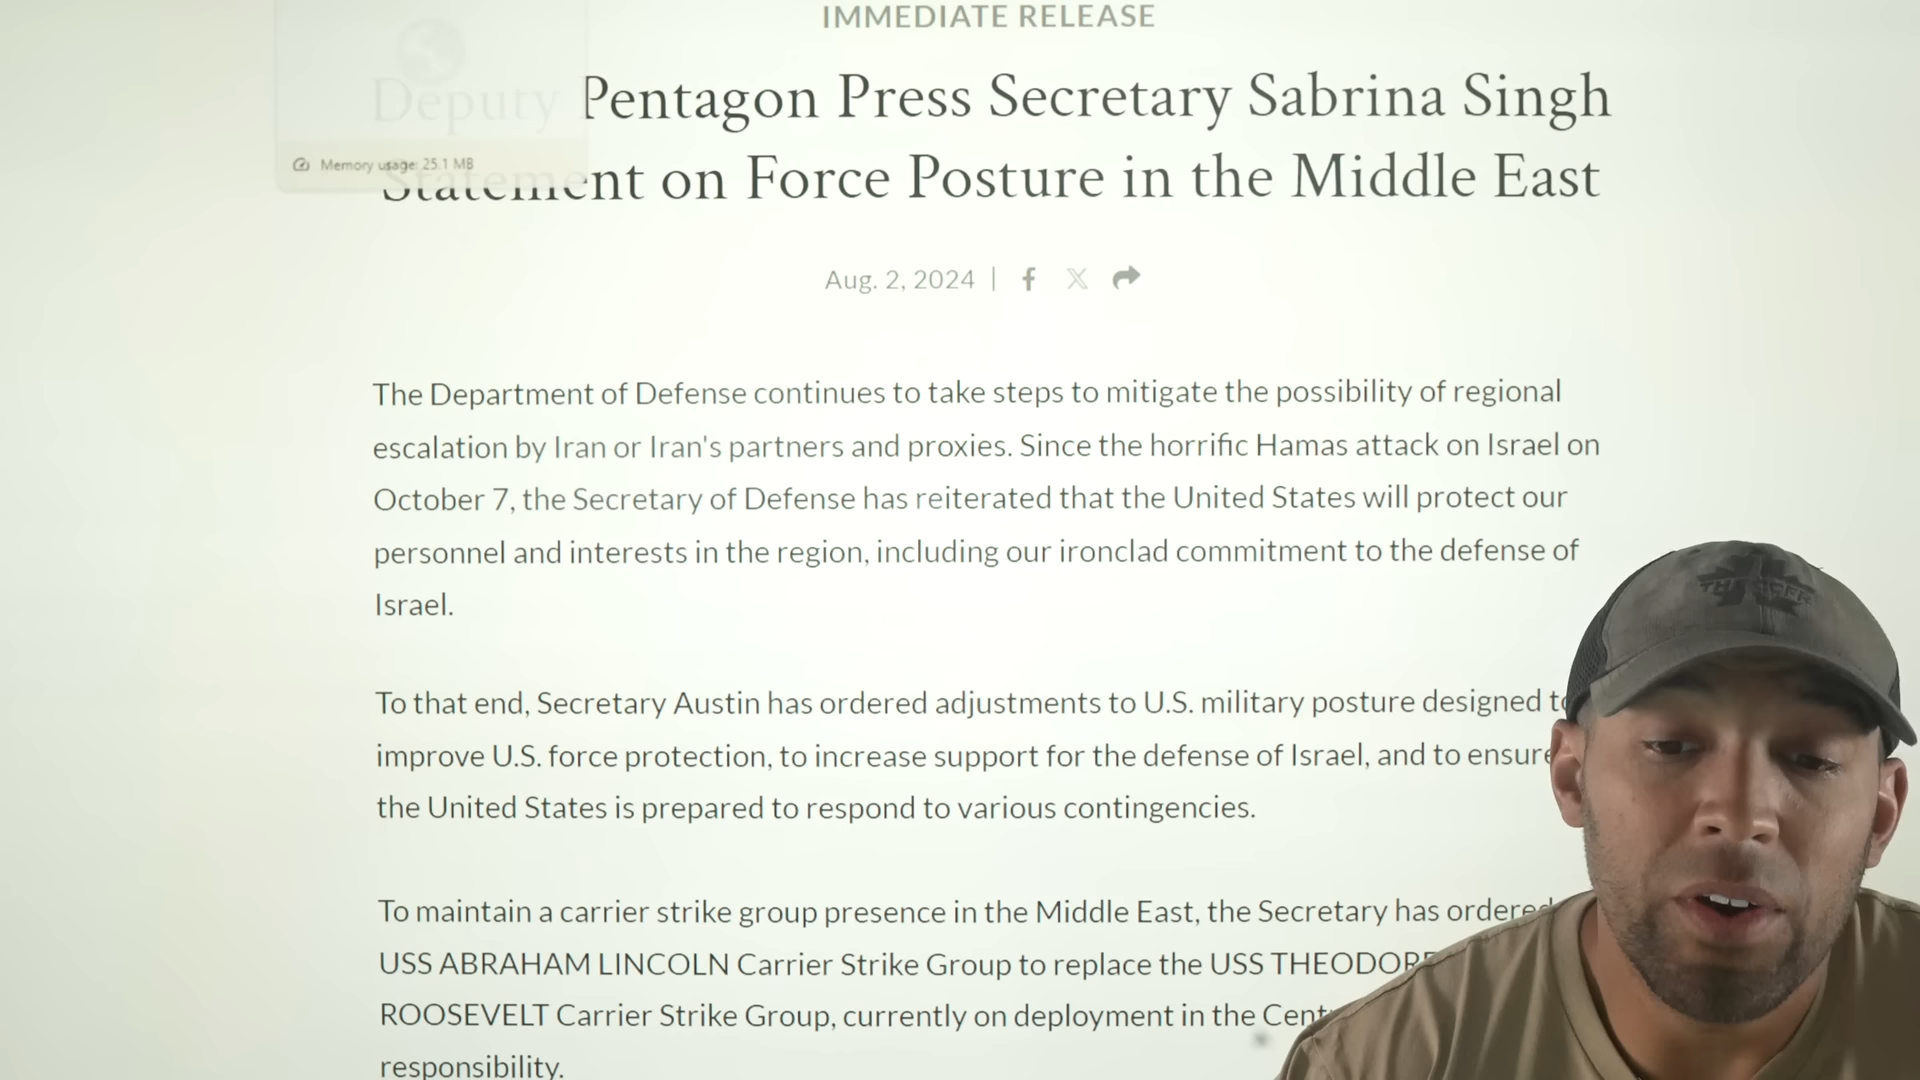 IMMEDIATE RELEASE
Deputy Pentagon Press Secretary Sabrina Singh
Memory usage: 25.1 MB
Statement on Force Posture in the Middle East
Aug. 2, 2024 |
The Department of Defense continues to take steps to mitigate the possibility of regional
escalation by Iran or Iran's partners and proxies. Since the horrific Hamas attack on Israel on
October 7, the Secretary of Defense has reiterated that the United States will protect our
personnel and interests in the region, including our ironclad commitment to the defense of
Israel.
To that end, Secretary Austin has ordered adjustments to U.S. military posture designed to
improve U.S. force protection, to increase support for the defense of Israel, and to ensure
the United States is prepared to respond to various contingencies.
To maintain a carrier strike group presence in the Middle East, the Secretary has ordered
USS ABRAHAM LINCOLN Carrier Strike Group to replace the USS THEODORE
ROOSEVELT Carrier Strike Group, currently on deployment in the Cent
responsibility.